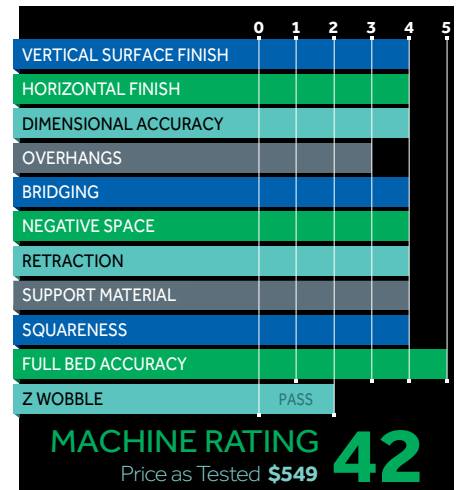 0 1 2 3 4 5
VERTICAL SURFACE FINISH
HORIZONTAL FINISH
DIMENSIONAL ACCURACY
OVERHANGS
BRIDGING
NEGATIVE SPACE
RETRACTION
SUPPORT MATERIAL
SQUARENESS
FULL BED ACCURACY
Z WOBBLE PASS
MACHINE RATING 42
Price as Tested $549